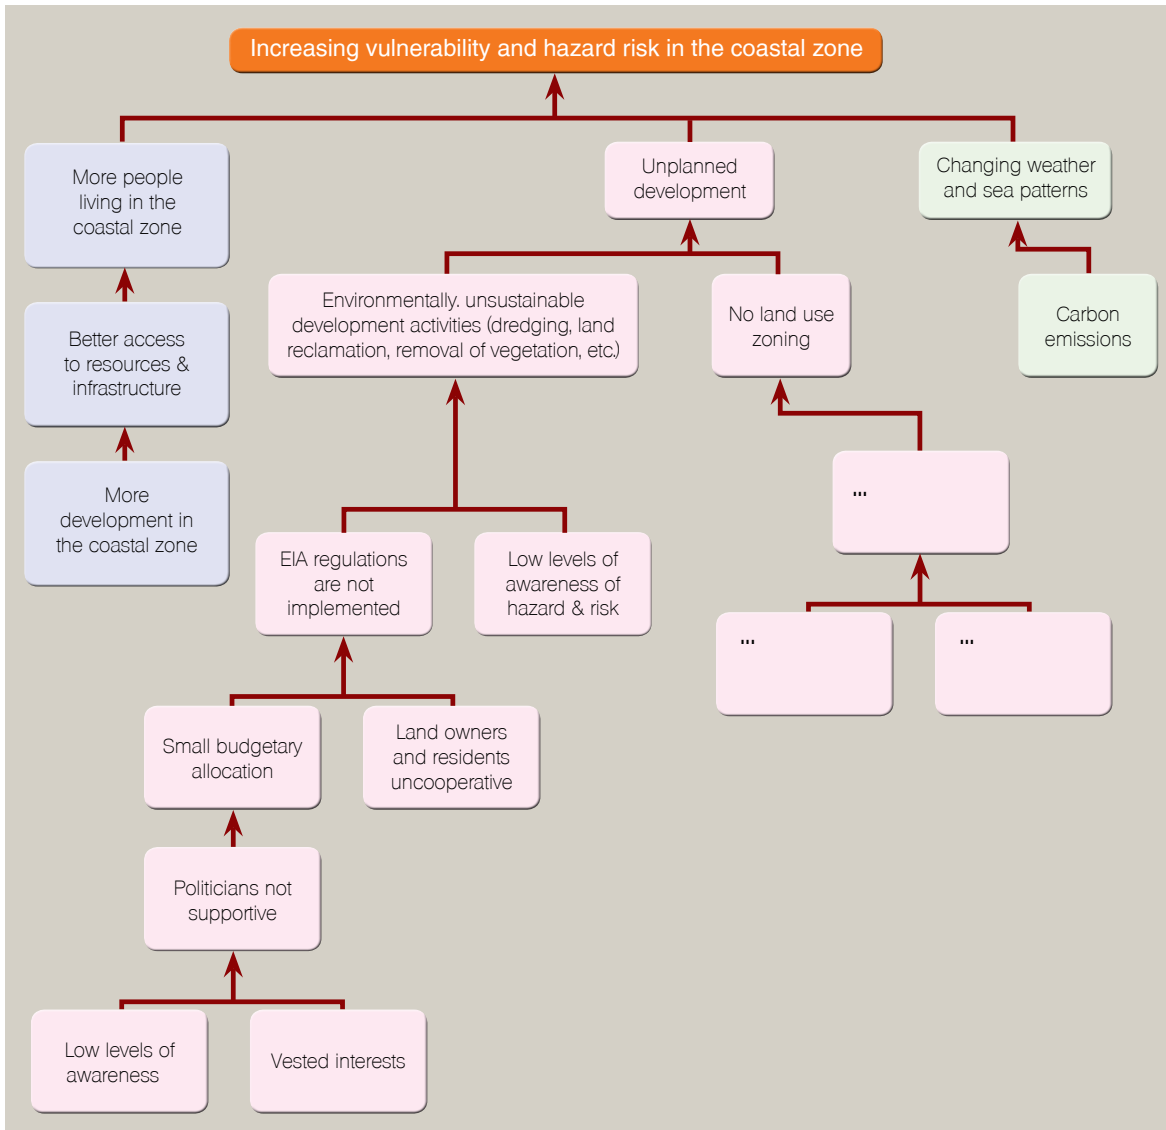 Increasing vulnerability and hazard risk in the coastal zone
More people
living in the
coastal zone
Unplanned
development
Changing weather
and sea patterns
Better access
to resources &
infrastructure
Environmentally. unsustainable
development activities (dredging, land
reclamation, removal of vegetation, etc.)
No land use
zoning
Carbon
emissions
More
development in
the coastal zone
...
EIA regulations
are not
implemented
Low levels of
awareness of
hazard & risk
...
...
Small budgetary
allocation
Land owners
and residents
uncooperative
Politicians not
supportive
Low levels of
awareness
Vested interests